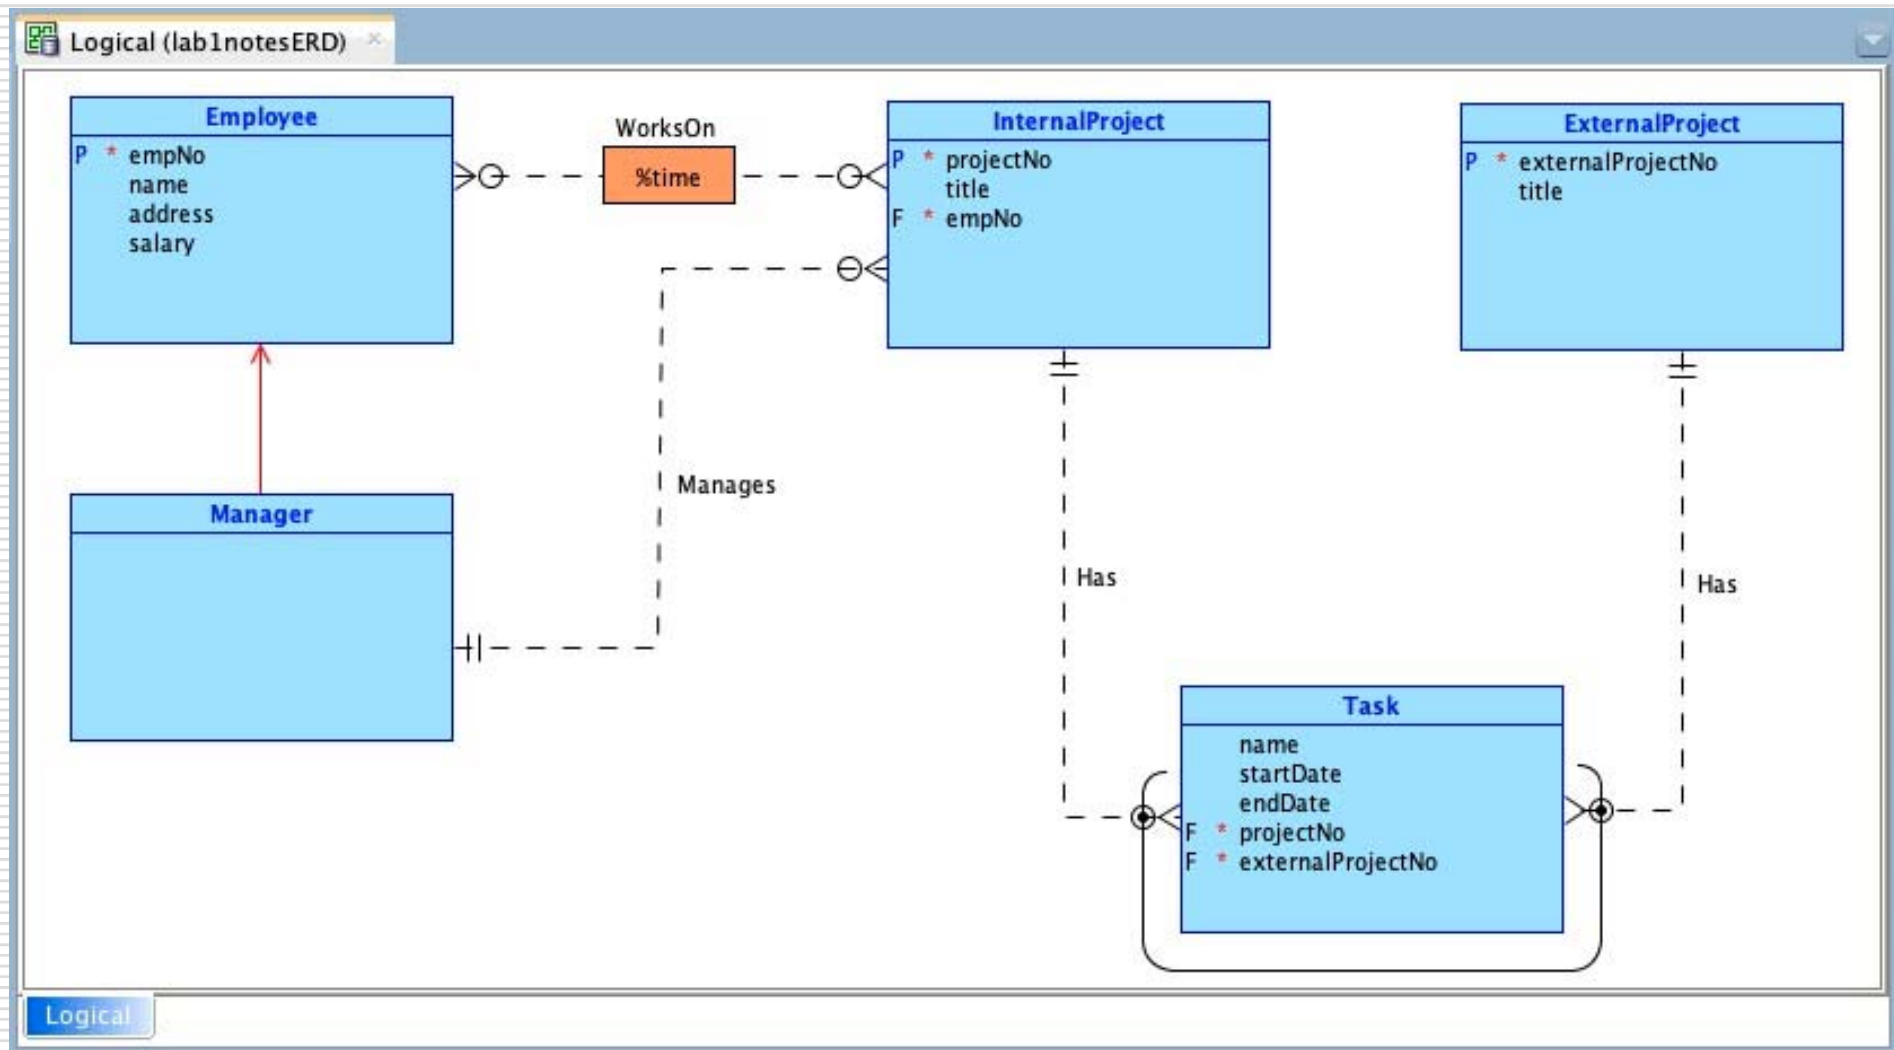 Logical (lab1notesERD)
Employee
P * empNo
name
address
salary
WorksOn
%time
InternalProject
P * projectNo
title
F * empNo
ExternalProject
P * externalProjectNo
title
Manager
Manages
Has
Has
Task
name
startDate
endDate
F * projectNo
F * externalProjectNo
Logical